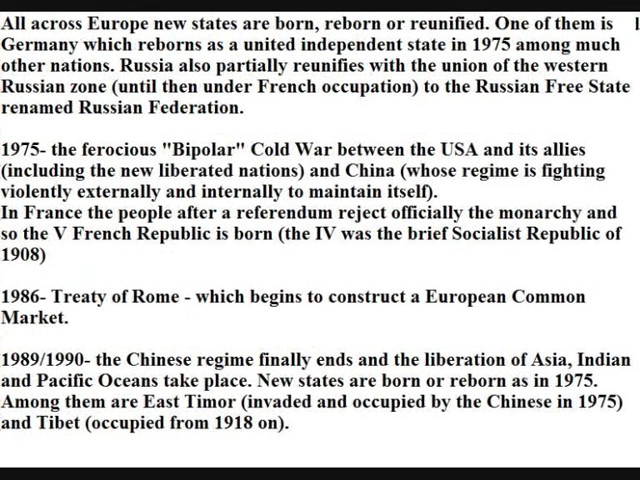 All across Europe new states are born, reborn or reunified. One of them is
Germany which reborns as a united independent state in 1975 among much
other nations. Russia also partially reunifies with the union of the western
Russian zone (until then under French occupation) to the Russian Free State
renamed Russian Federation.
1975- the ferocious "Bipolar" Cold War between the USA and its allies
(including the new liberated nations) and China (whose regime is fighting
violently externally and internally to maintain itself).
In France the people after a referendum reject officially the monarchy and
so the V French Republic is born (the IV was the brief Socialist Republic of
1908)
1986- Treaty of Rome - which begins to construct a European Common
Market.
1989/1990- the Chinese regime finally ends and the liberation of Asia, Indian
and Pacific Oceans take place. New states are born or reborn as in 1975.
Among them are East Timor (invaded and occupied by the Chinese in 1975)
and Tibet (occupied from 1918 on).